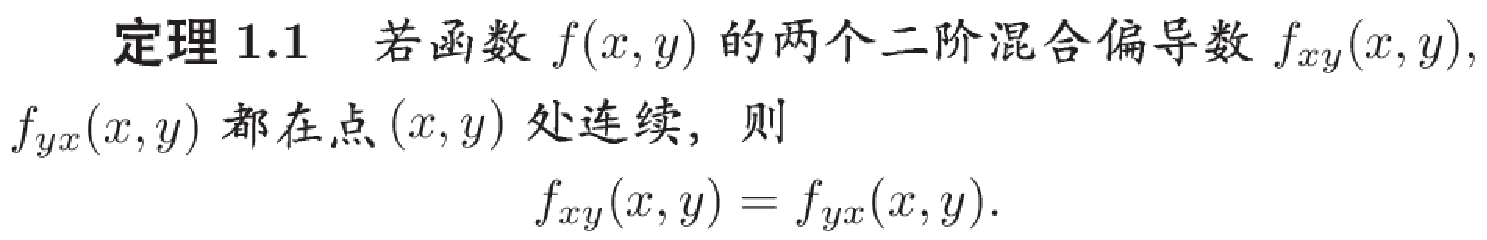 定理 1.1 若函数 f(x, y) 的两个二阶混合偏导数 f_{xy}(x, y),
f_{yx}(x, y) 都在点 (x, y) 处连续, 则
f_{xy}(x, y) = f_{yx}(x, y).